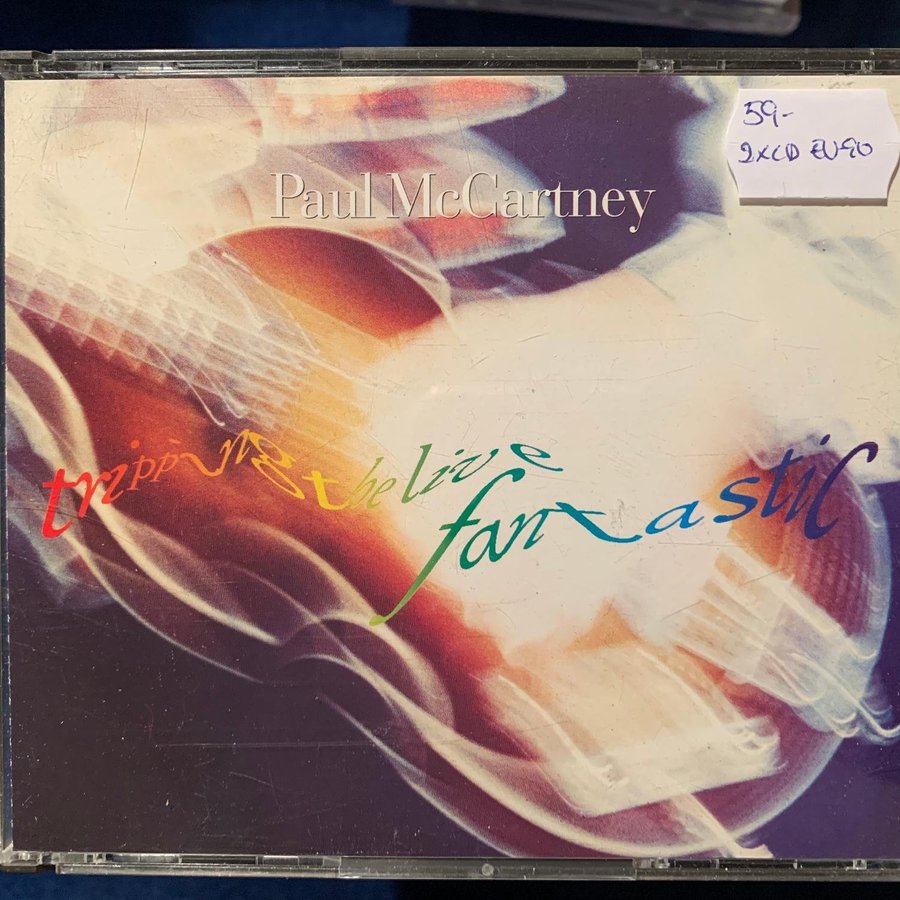 59-
2xCD EU-90
Paul McCartney
tripping the live
fantastic